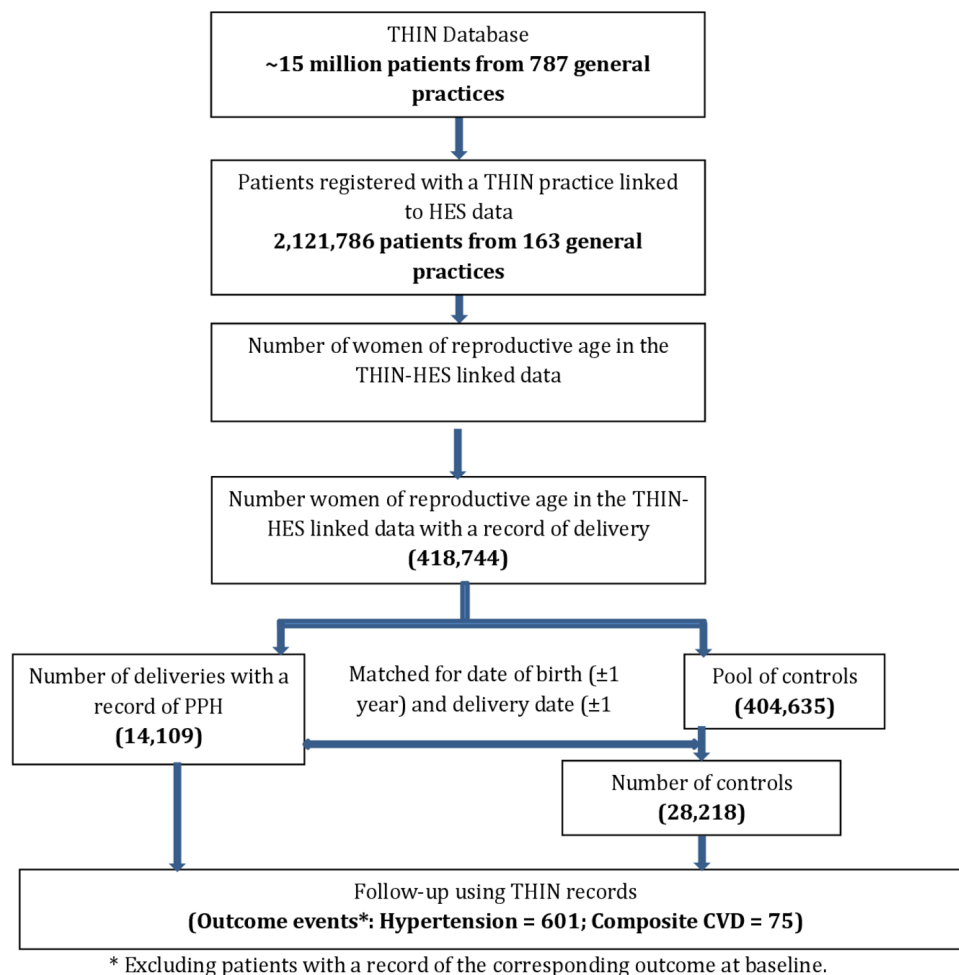 THIN Database
~15 million patients from 787 general
practices
Patients registered with a THIN practice linked
to HES data
2,121,786 patients from 163 general
practices
Number of women of reproductive age in the
THIN-HES linked data
Number women of reproductive age in the THIN-
HES linked data with a record of delivery
(418,744)
Number of deliveries with a
record of PPH
(14,109)
Matched for date of birth (±1
year) and delivery date (±1
Pool of controls
(404,635)
Number of controls
(28,218)
Follow-up using THIN records
(Outcome events*: Hypertension = 601; Composite CVD = 75)
* Excluding patients with a record of the corresponding outcome at baseline.